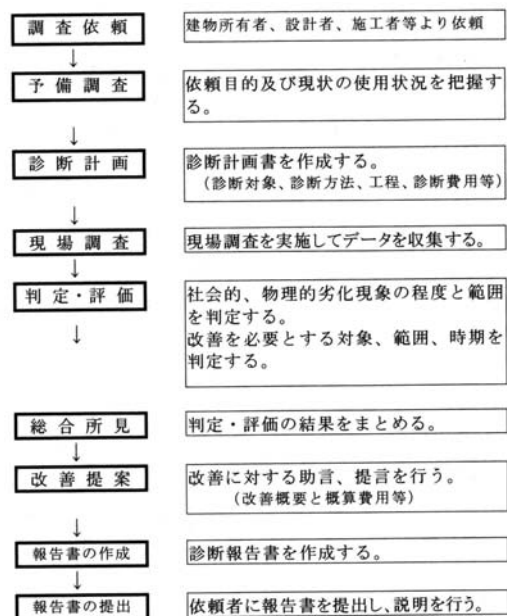 調査依頼
建物所有者、設計者、施工者等より依頼
↓
予備調査
依頼目的及び現状の使用状況を把握す
る。
↓
診断計画
診断計画書を作成する。
(診断対象、診断方法、工程、診断費用等)
↓
現場調査
現場調査を実施してデータを収集する。
↓
判定・評価
社会的、物理的劣化現象の程度と範囲
を判定する。
改善を必要とする対象、範囲、時期を
判定する。
↓
総合所見
判定・評価の結果をまとめる。
↓
改善提案
改善に対する助言、提言を行う。
(改善概要と概算費用等)
↓
報告書の作成
診断報告書を作成する。
↓
報告書の提出
依頼者に報告書を提出し、説明を行う。